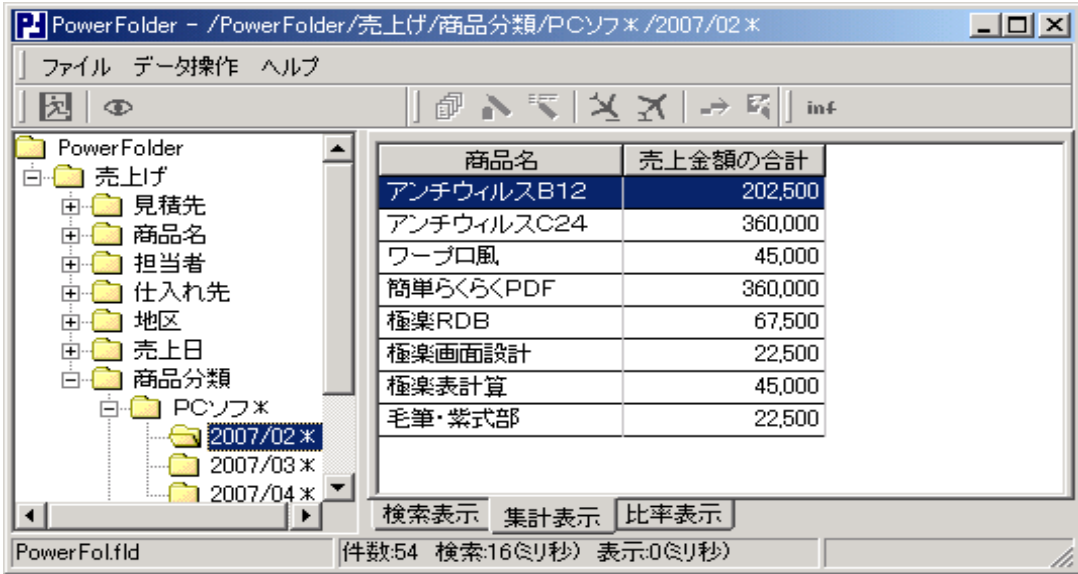 PowerFolder - /PowerFolder/売上げ/商品分類/PCソフ*/2007/02*
ファイル データ操作 ヘルプ
inf
PowerFolder
売上げ
見積先
商品名
担当者
仕入れ先
地区
売上日
商品分類
PCソフ*
2007/02*
2007/03*
2007/04*
商品名 売上金額の合計
アンチウィルスB12 202,500
アンチウィルスC24 360,000
ワープロ風 45,000
簡単らくらくPDF 360,000
極楽RDB 67,500
極楽画面設計 22,500
極楽表計算 45,000
毛筆・紫式部 22,500
検索表示 集計表示 比率表示
PowerFol.fld 件数:54 検索:16(ミリ秒) 表示:0(ミリ秒)